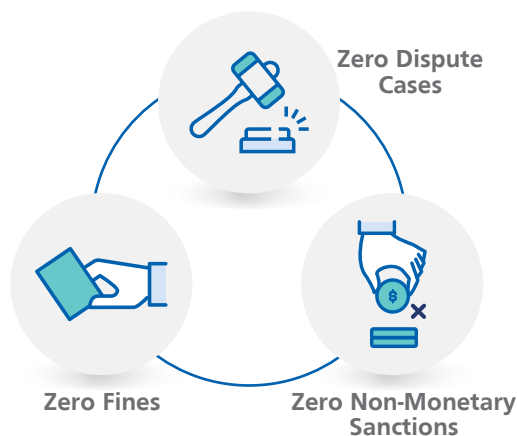 Zero Dispute
Cases
$
Zero Fines
Zero Non-Monetary
Sanctions